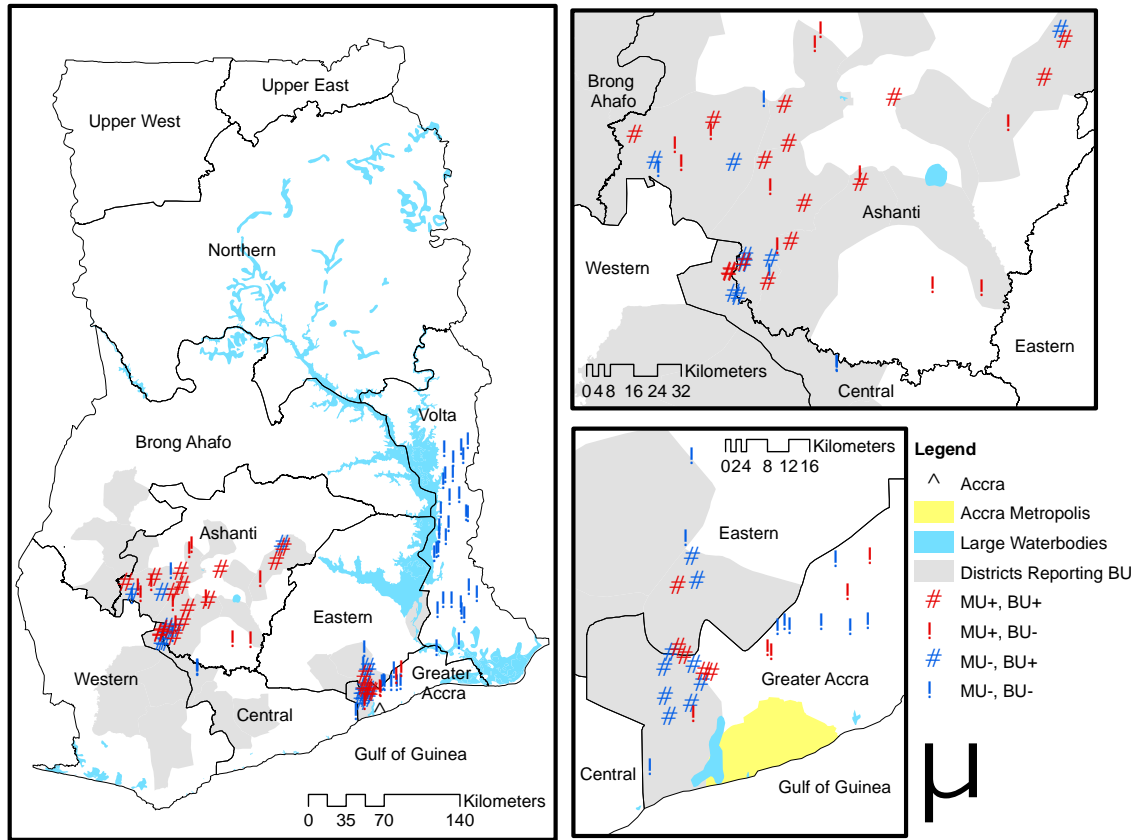 Upper East
Upper West
Northern
Volta
Brong Ahafo
Ashanti
Eastern
Western
Greater
Accra
Central
Gulf of Guinea
Kilometers
0 35 70 140
Brong
Ahafo
Ashanti
Western
Eastern
Kilometers
0 4 8 16 24 32
Central
Kilometers
0 2 4 8 12 16
Eastern
Greater Accra
Central
Gulf of Guinea
Legend
^ Accra
Accra Metropolis
Large Waterbodies
Districts Reporting BU
# MU+, BU+
! MU+, BU-
# MU-, BU+
! MU-, BU-
µ